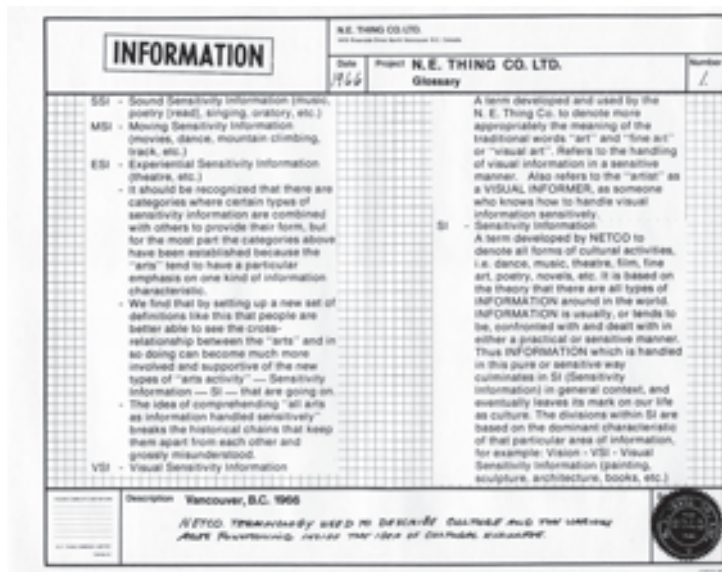 INFORMATION
N.E. THING CO. LTD.
Date
1966
Project N. E. THING CO. LTD.
Glossary
Number
1.
SSI - Sound Sensitivity Information (music,
poetry [read], singing, oratory, etc.)
MSI - Moving Sensitivity Information
(movies, dance, mountain climbing,
track, etc.)
ESI - Experiential Sensitivity Information
(theatre, etc.)
- It should be recognized that there are
categories where certain types of
sensitivity information are combined
with others to provide their form, but
for the most part the categories above
have been established because the
"arts" tend to have a particular
emphasis on one kind of information
characteristic.
- We find that by setting up a new set of
definitions like this that people are
better able to see the cross-
relationship between the "arts" and in
so doing can become much more
involved and supportive of the new
types of "arts activity" — Sensitivity
Information — SI — that are going on.
- The idea of comprehending "all arts
as information handled sensitively"
breaks the historical chains that keep
them apart from each other and
grossly misunderstood.
VSI - Visual Sensitivity Information
A term developed and used by the
N. E. Thing Co. to denote more
appropriately the meaning of the
traditional words "art" and "fine art"
or "visual art". Refers to the handling
of visual information in a sensitive
manner. Also refers to the "artist" as
a VISUAL INFORMER, as someone
who knows how to handle visual
information sensitively.
SI - Sensitivity Information
A term developed by NETCO to
denote all forms of cultural activities,
i.e. dance, music, theatre, film, fine
art, poetry, novels, etc. It is based on
the theory that there are all types of
INFORMATION around in the world.
INFORMATION is usually, or tends to
be, confronted with and dealt with in
either a practical or sensitive manner.
Thus INFORMATION which is handled
in this pure or sensitive way
culminates in SI (Sensitivity
Information) in general context, and
eventually leaves its mark on our life
as culture. The divisions within SI are
based on the dominant characteristic
of that particular area of information,
for example: Vision - VSI - Visual
Sensitivity Information (painting,
sculpture, architecture, books, etc.)
Description Vancouver, B.C. 1966
NETCO TERMINOLOGY USED TO DESCRIBE CULTURE AND THE VARIOUS
ARTS FUNCTIONING INSIDE THE IDEA OF CULTURAL